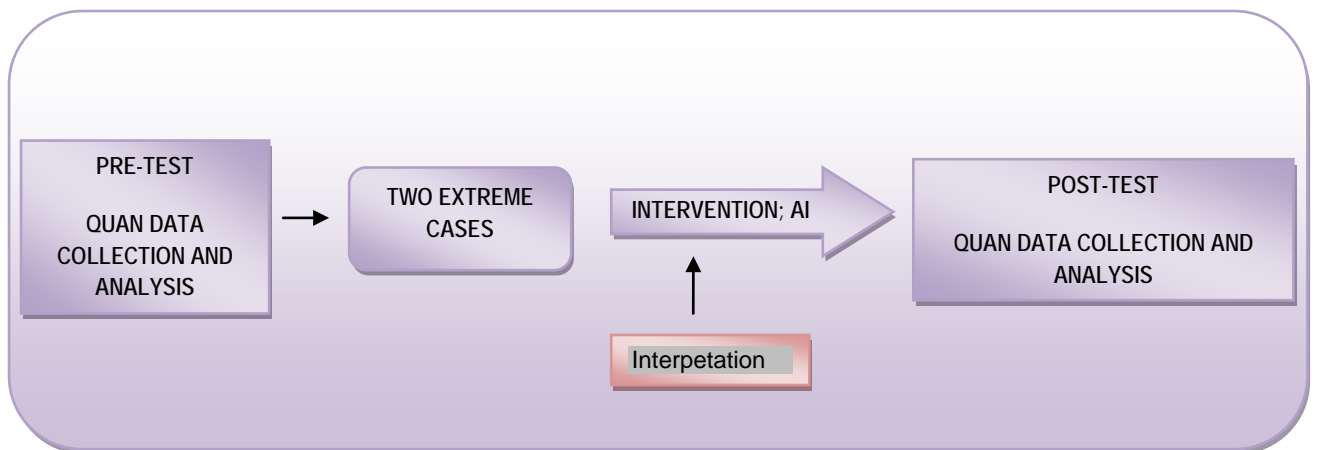 PRE-TEST
QUAN DATA
COLLECTION AND
ANALYSIS
TWO EXTREME
CASES
INTERVENTION; AI
Interpetation
POST-TEST
QUAN DATA COLLECTION AND
ANALYSIS